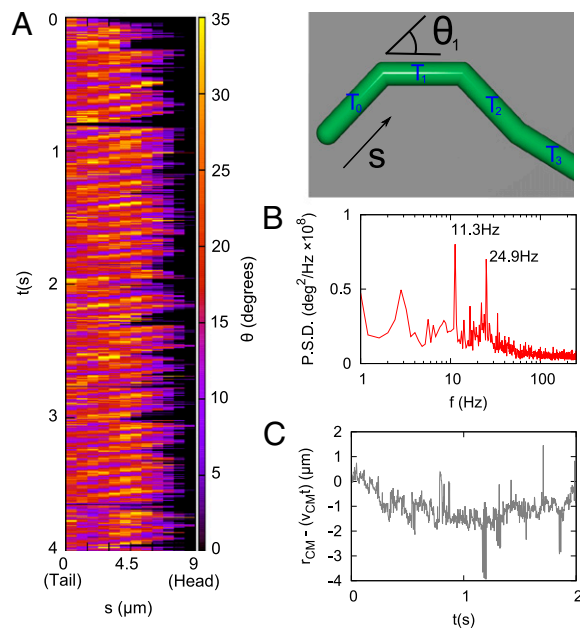 A
0
1
2
3
4
t(s)
0
4.5
9
(Tail)
(Head)
s (μm)
35
30
25
20
15
10
5
0
θ (degrees)
θ1
T0
T1
T2
T3
S
B
1
0.5
0
P.S.D. (deg²/Hz ×10⁸)
11.3Hz
24.9Hz
1
10
100
f (Hz)
C
2
1
0
-1
-2
-3
-4
rCM - (vCMt) (μm)
0
1
2
t(s)